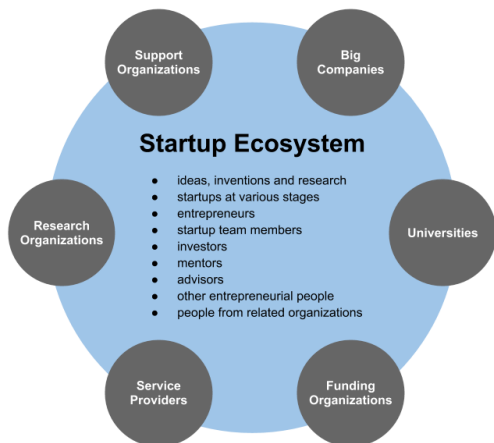 Support
Organizations
Big
Companies
Startup Ecosystem
● ideas, inventions and research
● startups at various stages
● entrepreneurs
● startup team members
● investors
● mentors
● advisors
● other entrepreneurial people
● people from related organizations
Research
Organizations
Universities
Service
Providers
Funding
Organizations